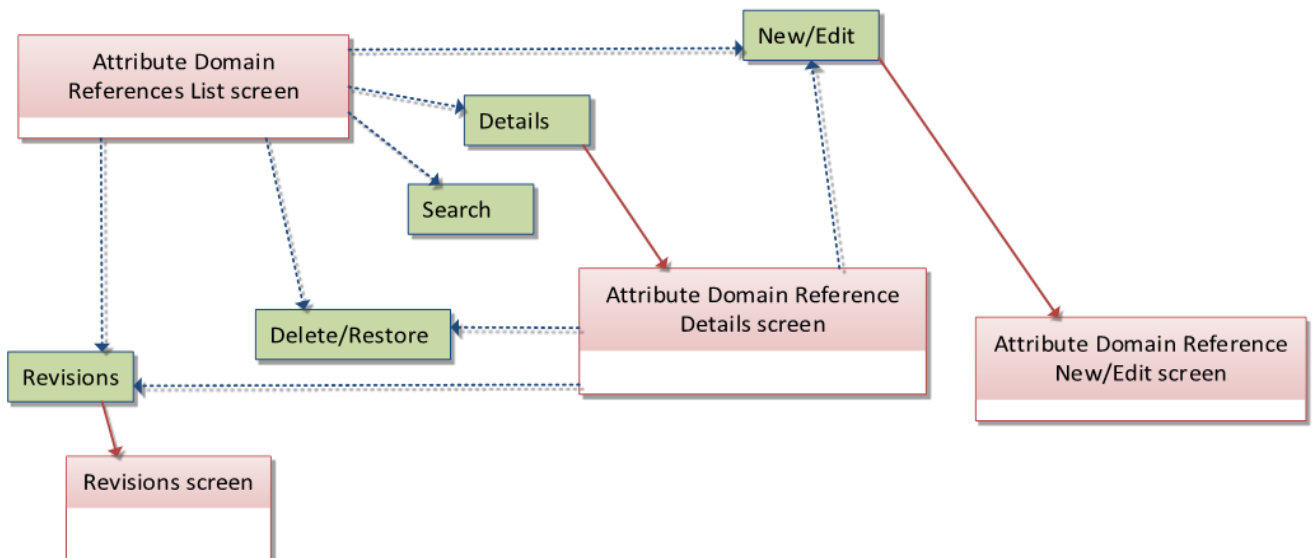 New/Edit
Attribute Domain
References List screen
Details
Search
Attribute Domain Reference
Details screen
Delete/Restore
Attribute Domain Reference
New/Edit screen
Revisions
Revisions screen